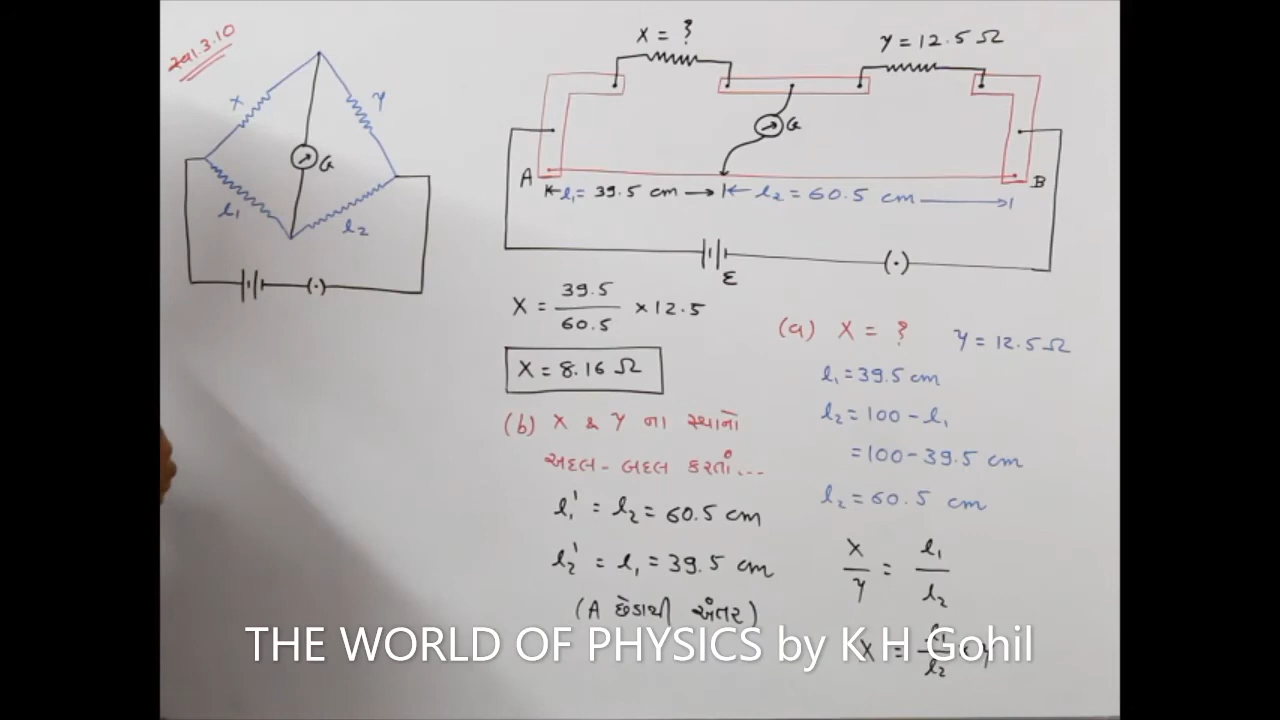 દા.3.10
X
Y
G
l₁
l₂
X = ?
Y = 12.5 Ω
G
A
l₁ = 39.5 cm
l₂ = 60.5 cm
B
E
X = 39.5 / 60.5 × 12.5
X = 8.16 Ω
(b) X & Y ના સ્થાનો
અદલ - બદલ કરતાં...
l₁' = l₂ = 60.5 cm
l₂' = l₁ = 39.5 cm
(A છેડાથી અંતર)
(a) X = ? Y = 12.5 Ω
l₁ = 39.5 cm
l₂ = 100 - l₁
= 100 - 39.5 cm
l₂ = 60.5 cm
X / Y = l₁ / l₂
X = l₁ / l₂ × Y
THE WORLD OF PHYSICS by K H Gohil